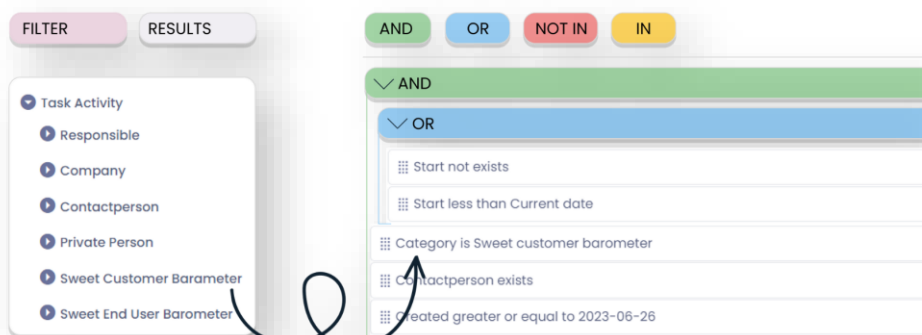 FILTER
RESULTS
AND
OR
NOT IN
IN
Task Activity
Responsible
Company
Contactperson
Private Person
Sweet Customer Barameter
Sweet End User Barometer
AND
OR
Start not exists
Start less than Current date
Category is Sweet customer barometer
Contactperson exists
Created greater or equal to 2023-06-26